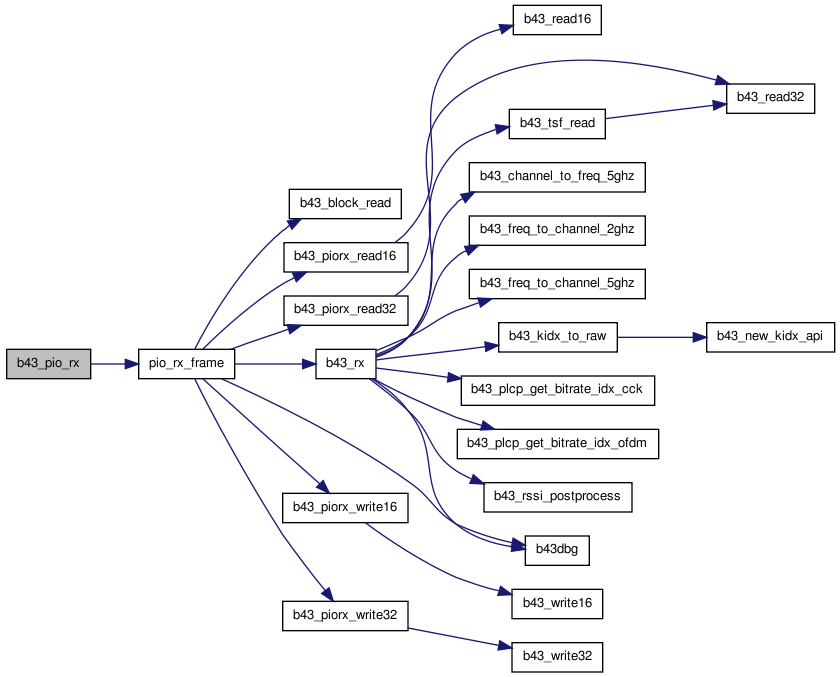 b43_read16
b43_read32
b43_tsf_read
b43_channel_to_freq_5ghz
b43_block_read
b43_freq_to_channel_2ghz
b43_piorx_read16
b43_freq_to_channel_5ghz
b43_piorx_read32
b43_kidx_to_raw
b43_new_kidx_api
b43_pio_rx
pio_rx_frame
b43_rx
b43_plcp_get_bitrate_idx_cck
b43_plcp_get_bitrate_idx_ofdm
b43_rssi_postprocess
b43_piorx_write16
b43dbg
b43_write16
b43_piorx_write32
b43_write32